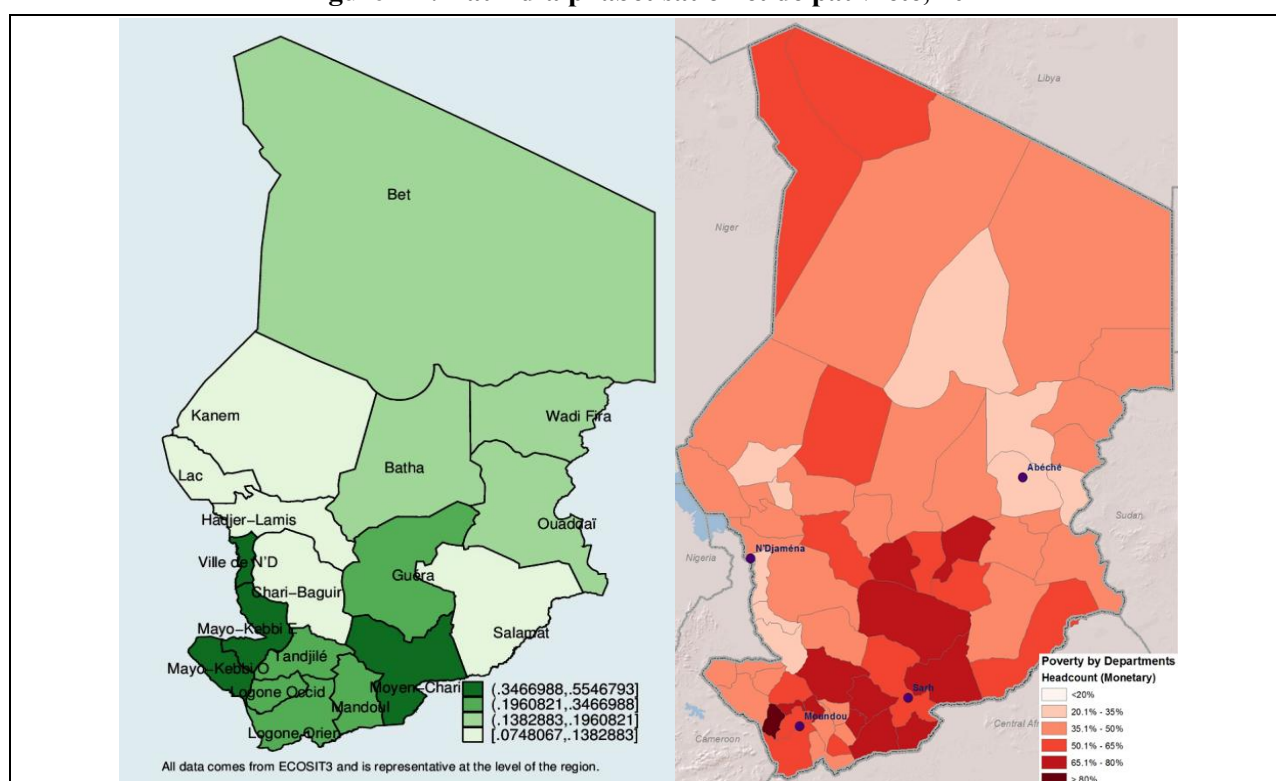 Bet
Kanem
Wadi Fira
Lac
Batha
Hadjer-Lamis
Ouaddaï
Ville de N'D
Guéra
Chari-Baguir
Mayo-Kebbi E
Salamat
Tandjilé
Mayo-Kebbi O
Moyen-Chari
Logone Occid
Mandoul
Logone Orien
(.3466988,.5546793]
(.1960821,.3466988]
(.1382883,.1960821]
[.0748067,.1382883]
All data comes from ECOSIT3 and is representative at the level of the region.
Libya
Niger
Abéché
Sudan
N'Djaména
Nigeria
Sarh
Moundou
Cameroon
Central
Poverty by Departments
Headcount (Monetary)
<20%
20.1% - 35%
35.1% - 50%
50.1% - 65%
65.1% - 80%
> 80%